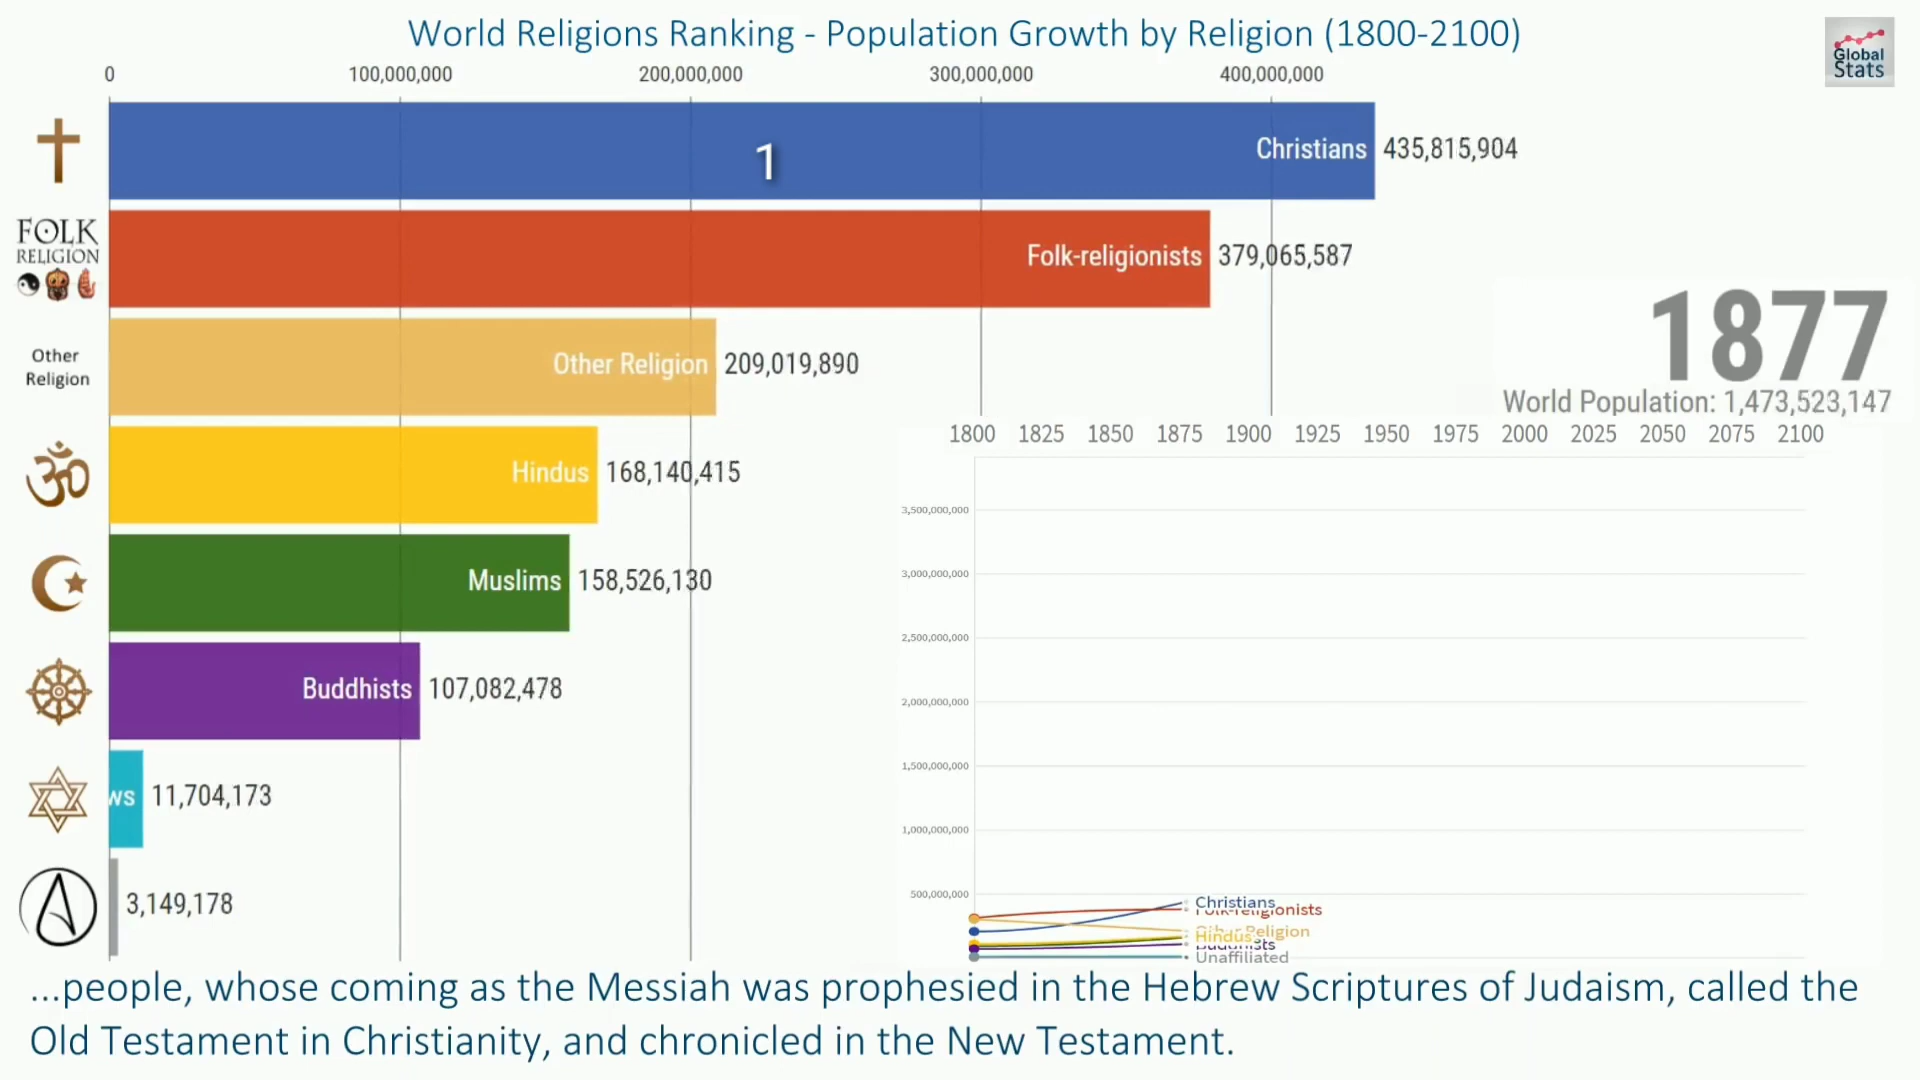 World Religions Ranking - Population Growth by Religion (1800-2100)
Global
Stats
0 100,000,000 200,000,000 300,000,000 400,000,000
1
Christians 435,815,904
FOLK
RELIGION
Folk-religionists 379,065,587
Other
Religion
Other Religion 209,019,890
Hindus 168,140,415
Muslims 158,526,130
Buddhists 107,082,478
ws 11,704,173
3,149,178
1877
World Population: 1,473,523,147
1800 1825 1850 1875 1900 1925 1950 1975 2000 2025 2050 2075 2100
3,500,000,000
3,000,000,000
2,500,000,000
2,000,000,000
1,500,000,000
1,000,000,000
500,000,000
Christians
Folk-religionists
Other Religion
Hindus
Buddhists
Unaffiliated
...people, whose coming as the Messiah was prophesied in the Hebrew Scriptures of Judaism, called the
Old Testament in Christianity, and chronicled in the New Testament.